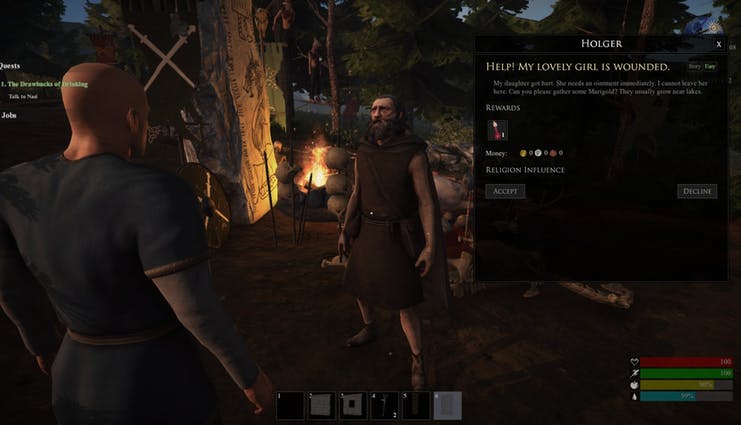 Holger
X
Help! My lovely girl is wounded.
Story Easy
My daughter got hurt. She needs an ointment immediately. I cannot leave her
here. Can you please gather some Marigold? They usually grow near lakes.
Rewards
1
Money: 0 0 0
Religion Influence
Accept
Decline
Quests
1. The Drawbacks of Drinking
Talk to Nasi
Jobs
1 2 3 4 5 6
2
100
100
90%
59%